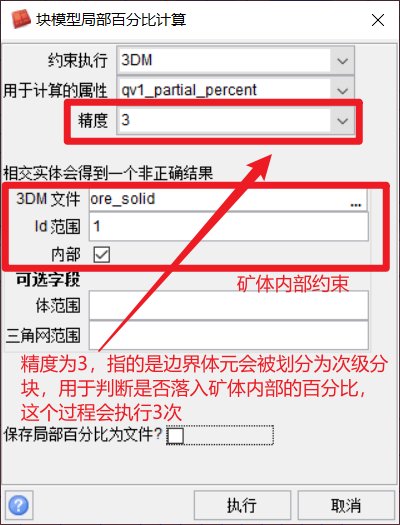 块模型局部百分比计算
约束执行 3DM
用于计算的属性 qv1_partial_percent
精度 3
相交实体会得到一个非正确结果
3DM 文件 ore_solid ...
Id 范围 1
内部
矿体内部约束
可选字段
体范围
三角网范围
精度为3，指的是边界体元会被划分为次级分
块，用于判断是否落入矿体内部的百分比，
这个过程会执行3次
保存局部百分比为文件?
? 执行 取消